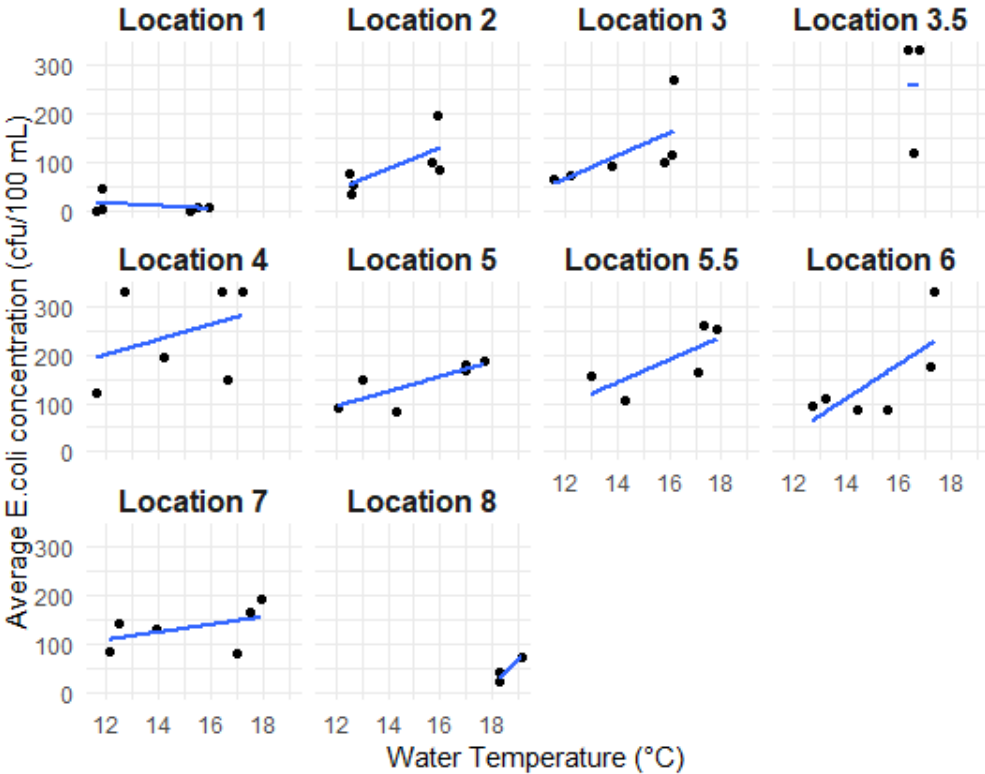 Location 1 Location 2 Location 3 Location 3.5
300
200
100
0
Location 4 Location 5 Location 5.5 Location 6
300
200
100
0
12 14 16 18 12 14 16 18
Location 7 Location 8
300
200
100
0
12 14 16 18 12 14 16 18
Water Temperature (°C)
Average E.coli concentration (cfu/100 mL)